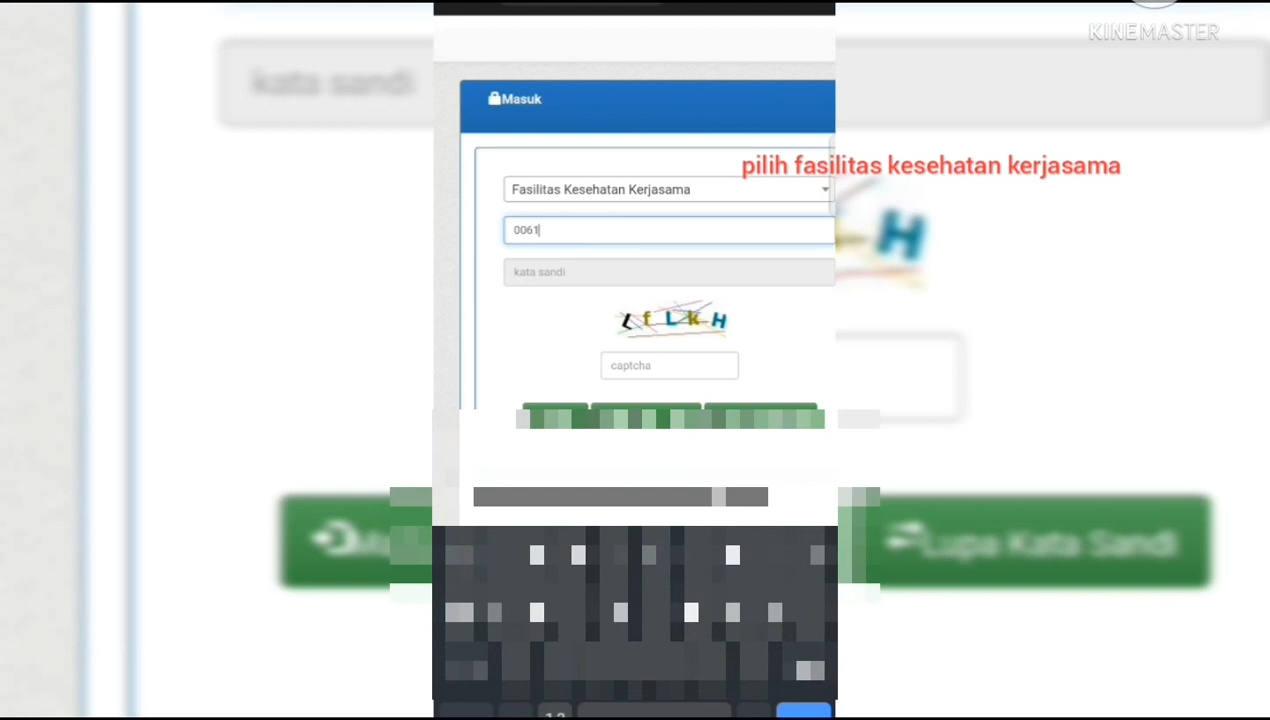 KINEMASTER
kata sandi
Masuk
pilih fasilitas kesehatan kerjasama
Fasilitas Kesehatan Kerjasama
0061
kata sandi
L f L k H
H
captcha
Lupa Kata Sandi